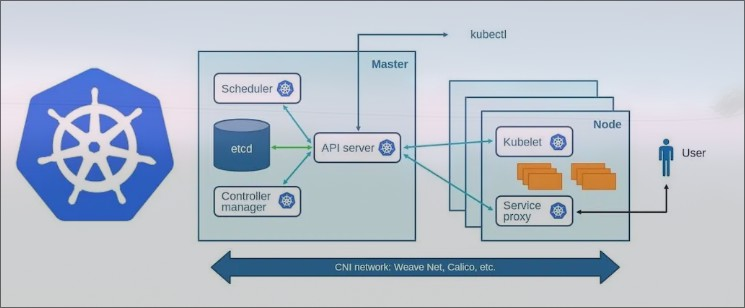 kubectl
Master
Scheduler
etcd
API server
Controller
manager
Node
Kubelet
Service
proxy
User
CNI network: Weave Net, Calico, etc.